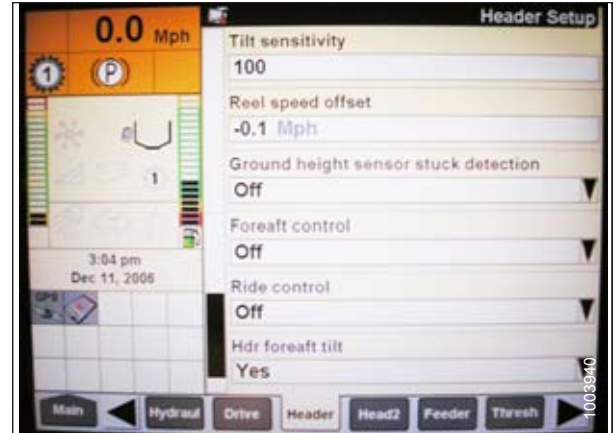 0.0 Mph
Header Setup
Tilt sensitivity
100
1
P
Reel speed offset
-0.1 Mph
Ground height sensor stuck detection
Off
1
Foreaft control
Off
3:04 pm
Dec 11, 2006
Ride control
Off
GPS
Hdr foreaft tilt
Yes
Main
Hydraul
Drive
Header
Head2
Feeder
Thresh
1003940